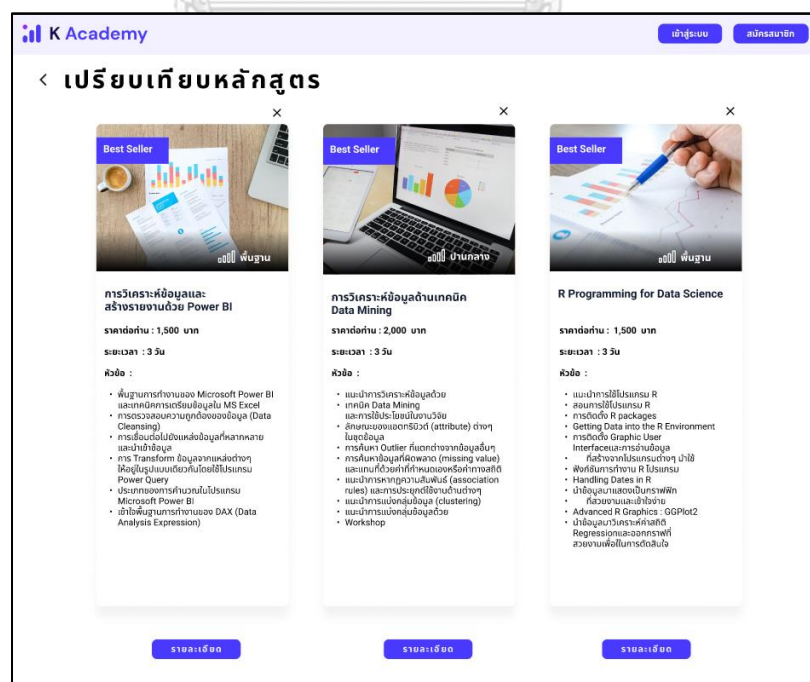 K Academy
เข้าสู่ระบบ
สมัครสมาชิก
เปรียบเทียบหลักสูตร
Best Seller
พื้นฐาน
การวิเคราะห์ข้อมูลและ
สร้างรายงานด้วย Power BI
ราคาต่อท่าน : 1,500 บาท
ระยะเวลา : 3 วัน
หัวข้อ :
• พื้นฐานการทำงานของ Microsoft Power BI
และเทคนิคการเตรียมข้อมูลใน MS Excel
• การตรวจสอบความถูกต้องของข้อมูล (Data
Cleansing)
• การเชื่อมต่อไปยังแหล่งข้อมูลที่หลากหลาย
และนำเข้าข้อมูล
• การ Transform ข้อมูลจากแหล่งต่างๆ
ให้อยู่ในรูปแบบเดียวกันโดยใช้โปรแกรม
Power Query
• ประเภทของการคำนวณในโปรแกรม
Microsoft Power BI
• เข้าใจพื้นฐานการทำงานของ DAX (Data
Analysis Expression)
รายละเอียด
Best Seller
ปานกลาง
การวิเคราะห์ข้อมูลด้านเทคนิค
Data Mining
ราคาต่อท่าน : 2,000 บาท
ระยะเวลา : 3 วัน
หัวข้อ :
• แนะนำการวิเคราะห์ข้อมูลด้วย
• เทคนิค Data Mining
และการใช้ประโยชน์ในงานวิจัย
• ลักษณะของแอตทริบิวต์ (attribute) ต่างๆ
ในชุดข้อมูล
• การค้นหา Outlier ที่แตกต่างจากข้อมูลอื่นๆ
• การค้นหาข้อมูลที่ผิดพลาด (missing value)
และแทนที่ด้วยค่าที่กำหนดเองหรือค่าทางสถิติ
• แนะนำการหากฎความสัมพันธ์ (association
rules) และการประยุกต์ใช้งานด้านต่างๆ
• แนะนำการแบ่งกลุ่มข้อมูล (clustering)
• แนะนำการแบ่งกลุ่มข้อมูลด้วย
• Workshop
รายละเอียด
Best Seller
พื้นฐาน
R Programming for Data Science
ราคาต่อท่าน : 1,500 บาท
ระยะเวลา : 3 วัน
หัวข้อ :
• แนะนำการใช้โปรแกรม R
• สอนการใช้โปรแกรม R
• การติดตั้ง R packages
• Getting Data into the R Environment
• การติดตั้ง Graphic User
Interfaceและการอ่านข้อมูล
ที่สร้างจากโปรแกรมต่างๆ มาใช้
• ฟังก์ชันการทำงาน R โปรแกรม
• Handling Dates in R
• นำข้อมูลมาแสดงเป็นกราฟฟิก
ที่สวยงามและเข้าใจง่าย
• Advanced R Graphics : GGPlot2
• นำข้อมูลมาวิเคราะห์ค่าสถิติ
Regressionและออกกราฟที่
สวยงามเพื่อใช้ในการตัดสินใจ
รายละเอียด